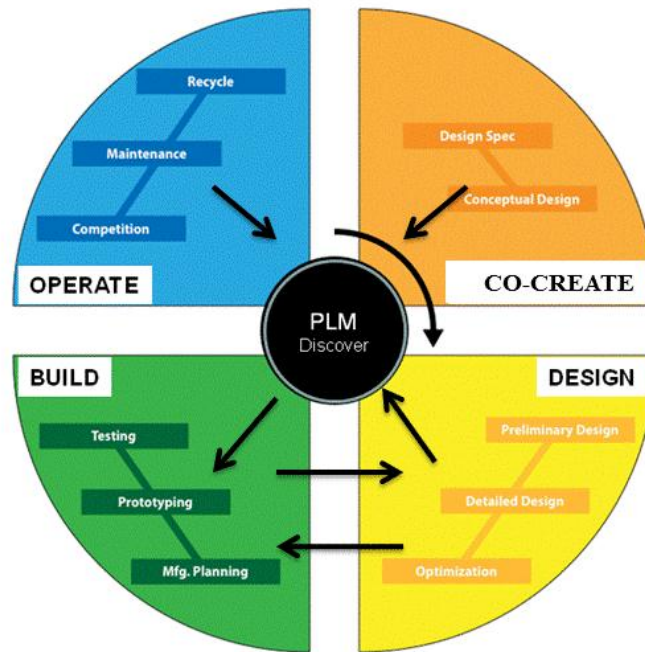 Recycle
Maintenance
Competition
OPERATE
Design Spec
Conceptual Design
CO-CREATE
PLM
Discover
BUILD
Testing
Prototyping
Mfg. Planning
DESIGN
Preliminary Design
Detailed Design
Optimization